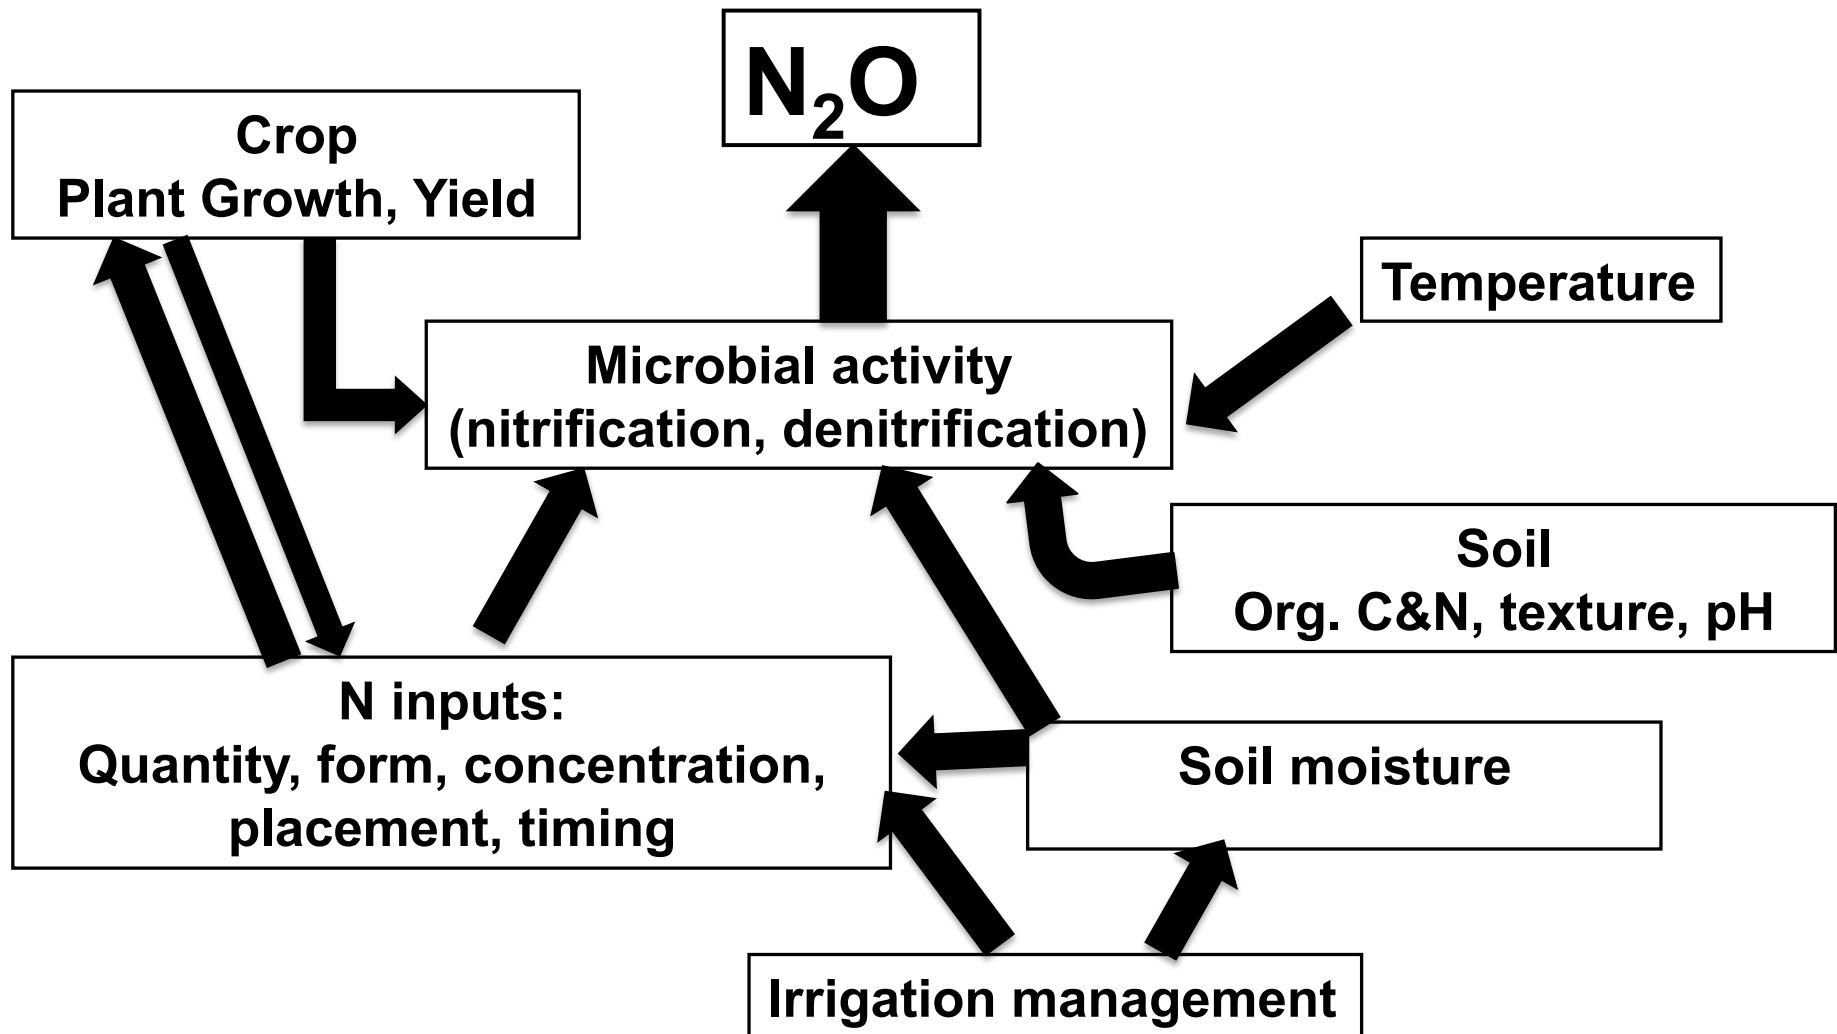 N₂O
Crop
Plant Growth, Yield
Temperature
Microbial activity
(nitrification, denitrification)
Soil
Org. C&N, texture, pH
N inputs:
Quantity, form, concentration,
placement, timing
Soil moisture
Irrigation management